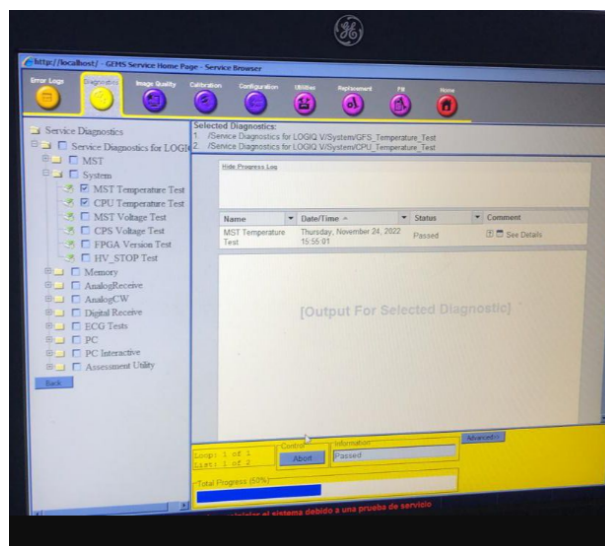 GE
http://localhost/ - GEMS Service Home Page - Service Browser
Error Logs Diagnostics Image Quality Calibration Configuration Utilities Replacement PM Home
Service Diagnostics
Service Diagnostics for LOGI
MST
System
MST Temperature Test
CPU Temperature Test
MST Voltage Test
CPS Voltage Test
FPGA Version Test
HV_STOP Test
Memory
AnalogReceive
AnalogCW
Digital Receive
ECG Tests
PC
PC Interactive
Assessment Utility
Back
Selected Diagnostics:
1. /Service Diagnostics for LOGIQ V/System/GFS_Temperature_Test
2. /Service Diagnostics for LOGIQ V/System/CPU_Temperature_Test
Hide Progress Log
Name Date/Time Status Comment
MST Temperature Thursday, November 24, 2022 Passed See Details
Test 15:55:01
[Output For Selected Diagnostic]
Loop: 1 of 1
List: 1 of 2
Control
Abort
Information
Passed
Advanced>>
Total Progress (50%)
el sistema debido a una prueba de servicio